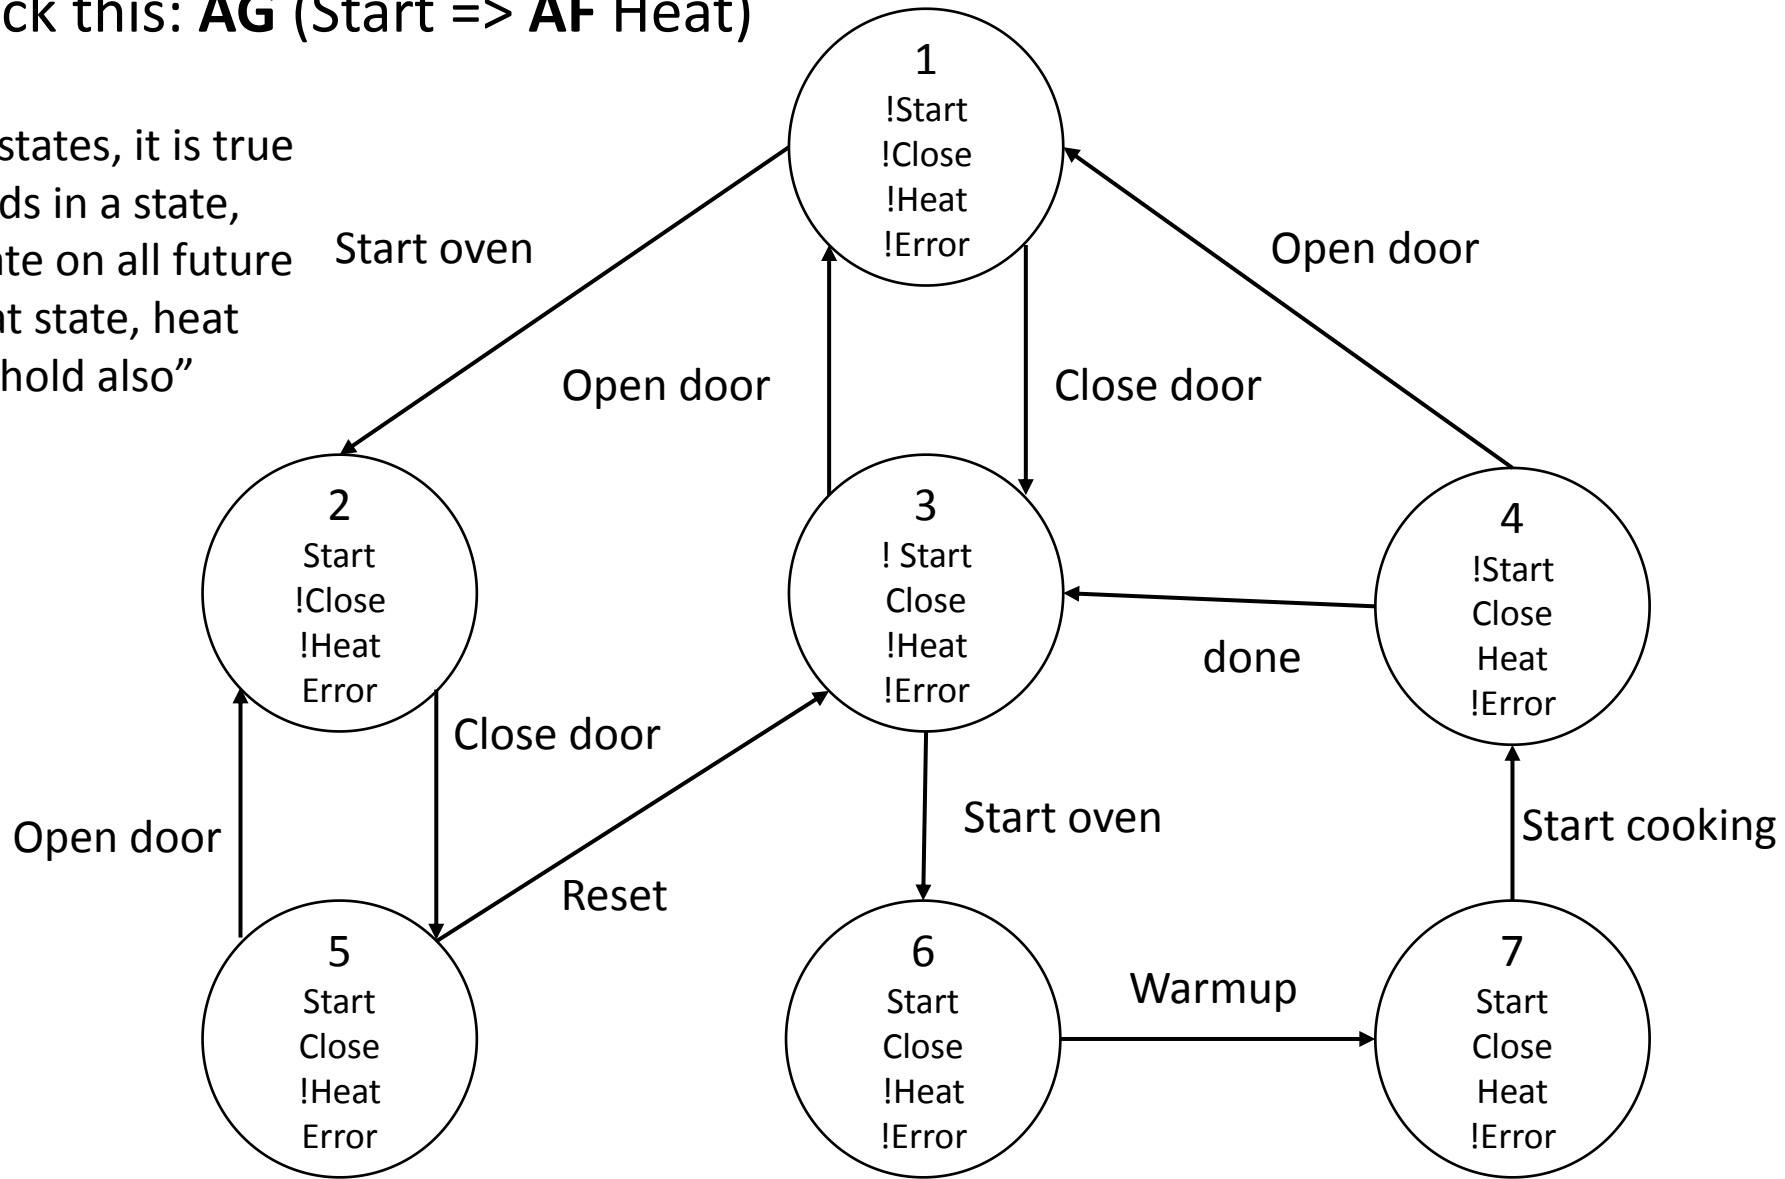 ck this: AG (Start => AF Heat)
states, it is true
ds in a state,
te on all future
at state, heat
hold also”
1
!Start
!Close
!Heat
!Error
Start oven
Open door
Open door
Close door
2
Start
!Close
!Heat
Error
3
! Start
Close
!Heat
!Error
4
!Start
Close
Heat
!Error
done
Close door
Open door
Reset
Start oven
Start cooking
5
Start
Close
!Heat
Error
6
Start
Close
!Heat
!Error
Warmup
7
Start
Close
Heat
!Error